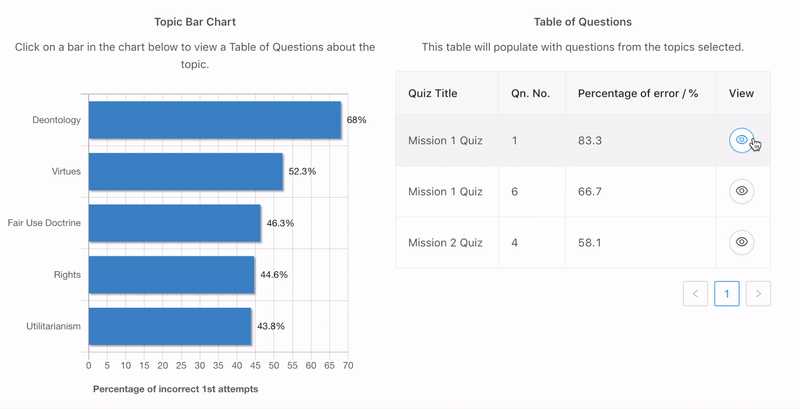 Topic Bar Chart
Click on a bar in the chart below to view a Table of Questions about the
topic.
Deontology 68%
Virtues 52.3%
Fair Use Doctrine 46.3%
Rights 44.6%
Utilitarianism 43.8%
0 5 10 15 20 25 30 35 40 45 50 55 60 65 70
Percentage of incorrect 1st attempts
Table of Questions
This table will populate with questions from the topics selected.
Quiz Title Qn. No. Percentage of error / % View
Mission 1 Quiz 1 83.3
Mission 1 Quiz 6 66.7
Mission 2 Quiz 4 58.1
< 1 >